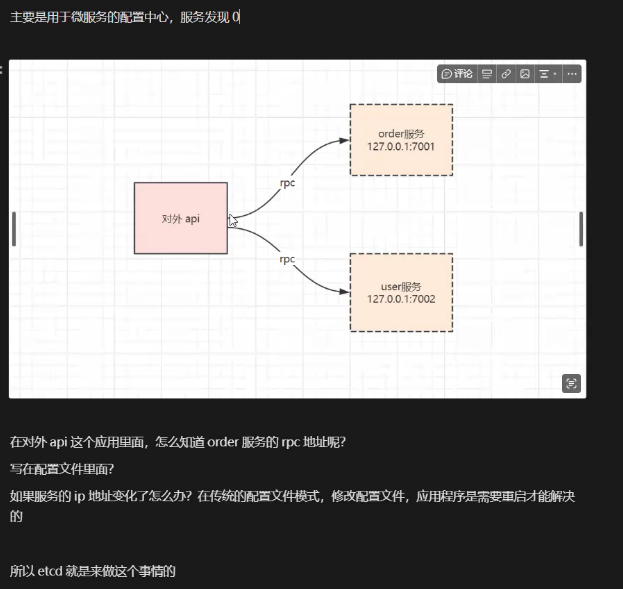 主要是用于微服务的配置中心，服务发现 0
评论
order服务
127.0.0.1:7001
rpc
对外 api
rpc
user服务
127.0.0.1:7002
在对外 api 这个应用里面，怎么知道 order 服务的 rpc 地址呢？
写在配置文件里面？
如果服务的 ip 地址变化了怎么办？在传统的配置文件模式，修改配置文件，应用程序是需要重启才能解决
的
所以 etcd 就是来做这个事情的